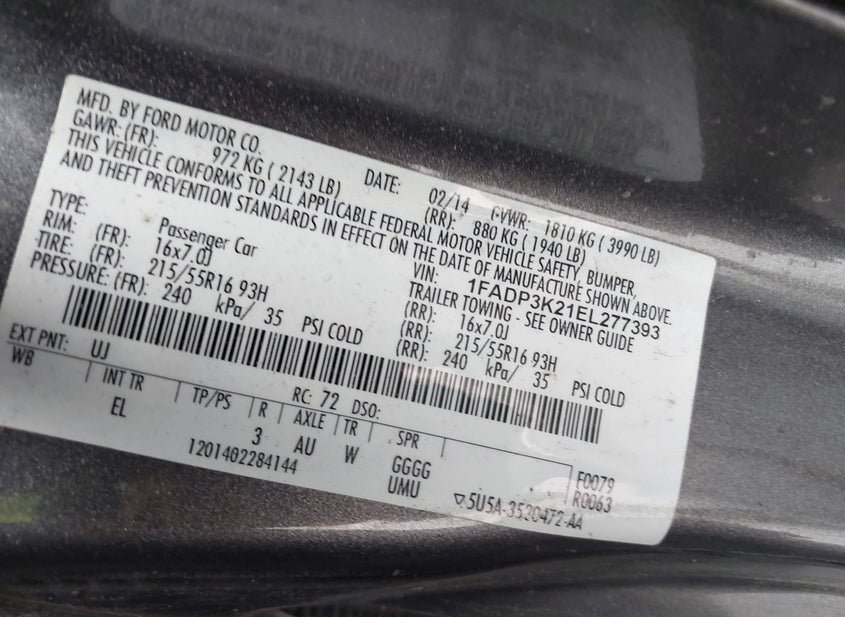 MFD. BY FORD MOTOR CO.
DATE: 02/14 GVWR: 1810 KG ( 3990 LB)
GAWR: (FR): 972 KG ( 2143 LB) (RR): 880 KG ( 1940 LB)
THIS VEHICLE CONFORMS TO ALL APPLICABLE FEDERAL MOTOR VEHICLE SAFETY, BUMPER,
AND THEFT PREVENTION STANDARDS IN EFFECT ON THE DATE OF MANUFACTURE SHOWN ABOVE.
VIN: 1FADP3K21EL277393
TYPE: Passenger Car TRAILER TOWING - SEE OWNER GUIDE
RIM: (FR): 16x7.0J (RR): 16x7.0J
TIRE: (FR): 215/55R16 93H (RR): 215/55R16 93H
PRESSURE: (FR): 240 kPa/ 35 PSI COLD (RR): 240 kPa/ 35 PSI COLD
EXT PNT: UJ RC: 72 DSO:
WB INT TR TP/PS R AXLE TR SPR
EL 3 AU W GGGG F0079
1201402284144 UMU R0063
▽5U5A-3520472-AA